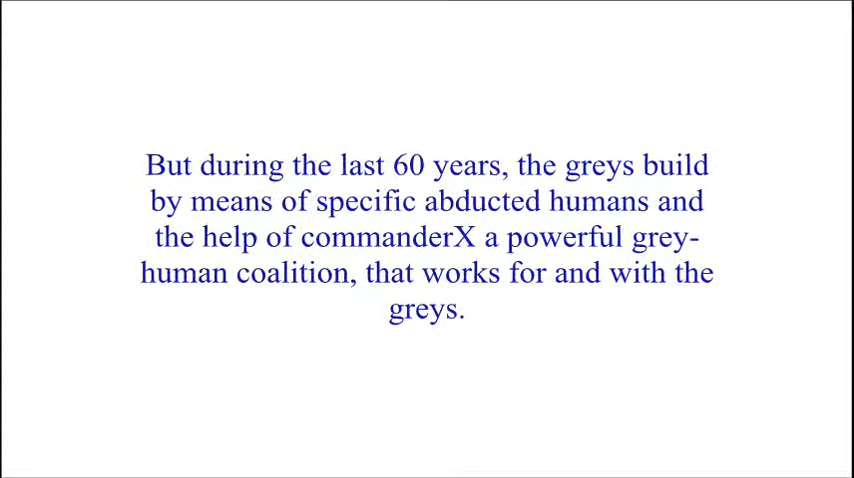 But during the last 60 years, the greys build
by means of specific abducted humans and
the help of commanderX a powerful grey-
human coalition, that works for and with the
greys.